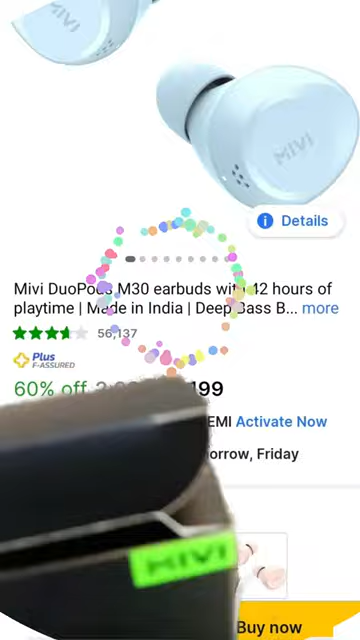 MIVI
MIVI
Details
Mivi DuoPods M30 earbuds with 42 hours of
playtime | Made in India | Deep Bass B... more
56,137
Plus
F-ASSURED
60% off 199
EMI Activate Now
Friday
MIVI
Buy now